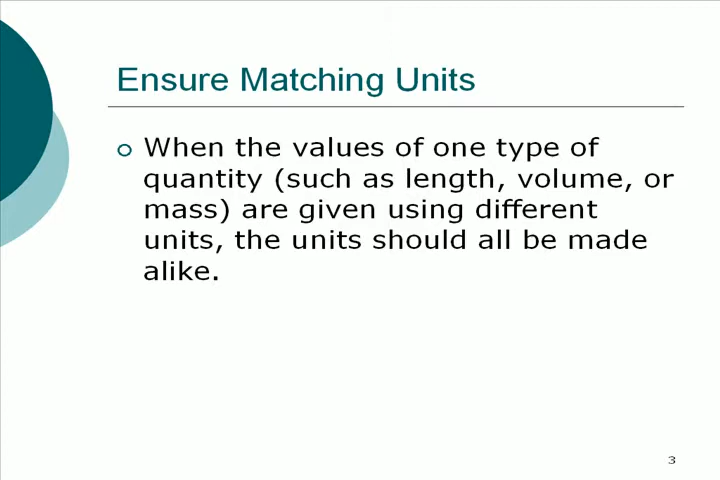 Ensure Matching Units
When the values of one type of
quantity (such as length, volume, or
mass) are given using different
units, the units should all be made
alike.
3